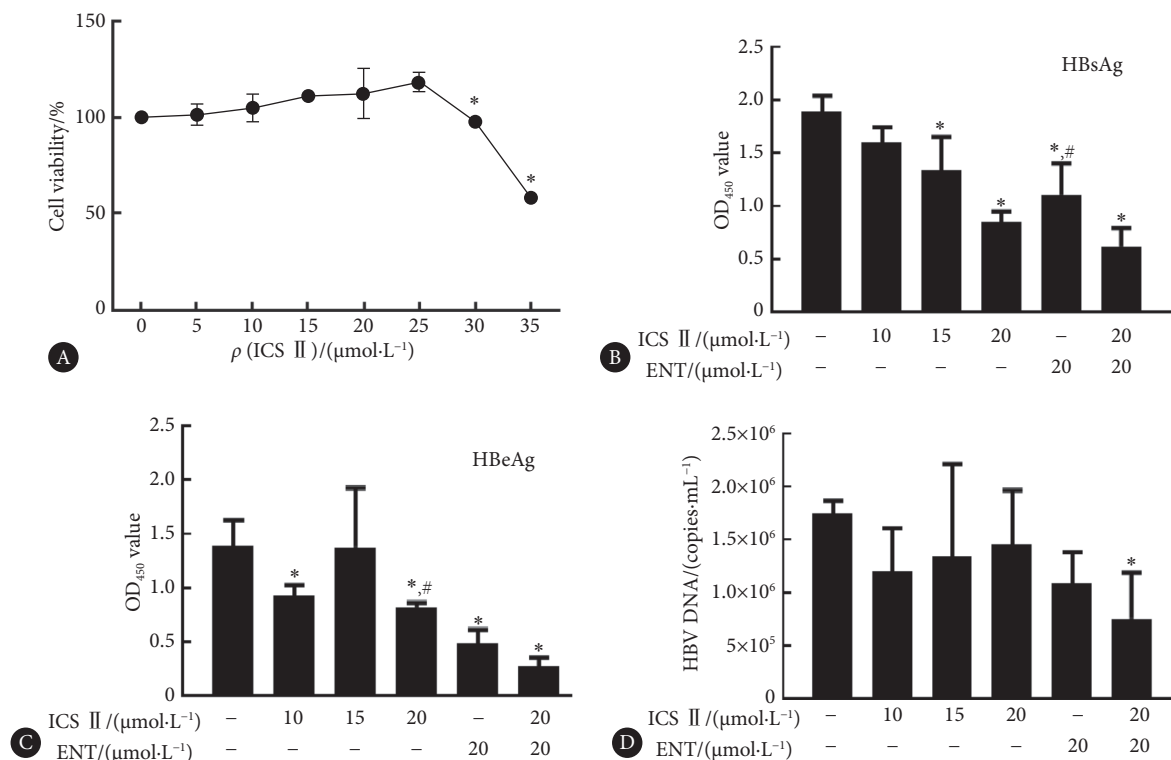 150
100
50
0
Cell viability/%
*
*
0 5 10 15 20 25 30 35
ρ (ICS Ⅱ)/(μmol·L⁻¹)
A
2.5
2.0
1.5
1.0
0.5
0
OD₄₅₀ value
HBsAg
*
*
*,#
*
ICS Ⅱ/(μmol·L⁻¹) – 10 15 20 – 20
ENT/(μmol·L⁻¹) – – – – 20 20
B
2.5
2.0
1.5
1.0
0.5
0
OD₄₅₀ value
HBeAg
*
*,#
*
*
ICS Ⅱ/(μmol·L⁻¹) – 10 15 20 – 20
ENT/(μmol·L⁻¹) – – – – 20 20
C
2.5×10⁶
2.0×10⁶
1.5×10⁶
1.0×10⁶
5×10⁵
0
HBV DNA/(copies·mL⁻¹)
*
ICS Ⅱ/(μmol·L⁻¹) – 10 15 20 – 20
ENT/(μmol·L⁻¹) – – – – 20 20
D